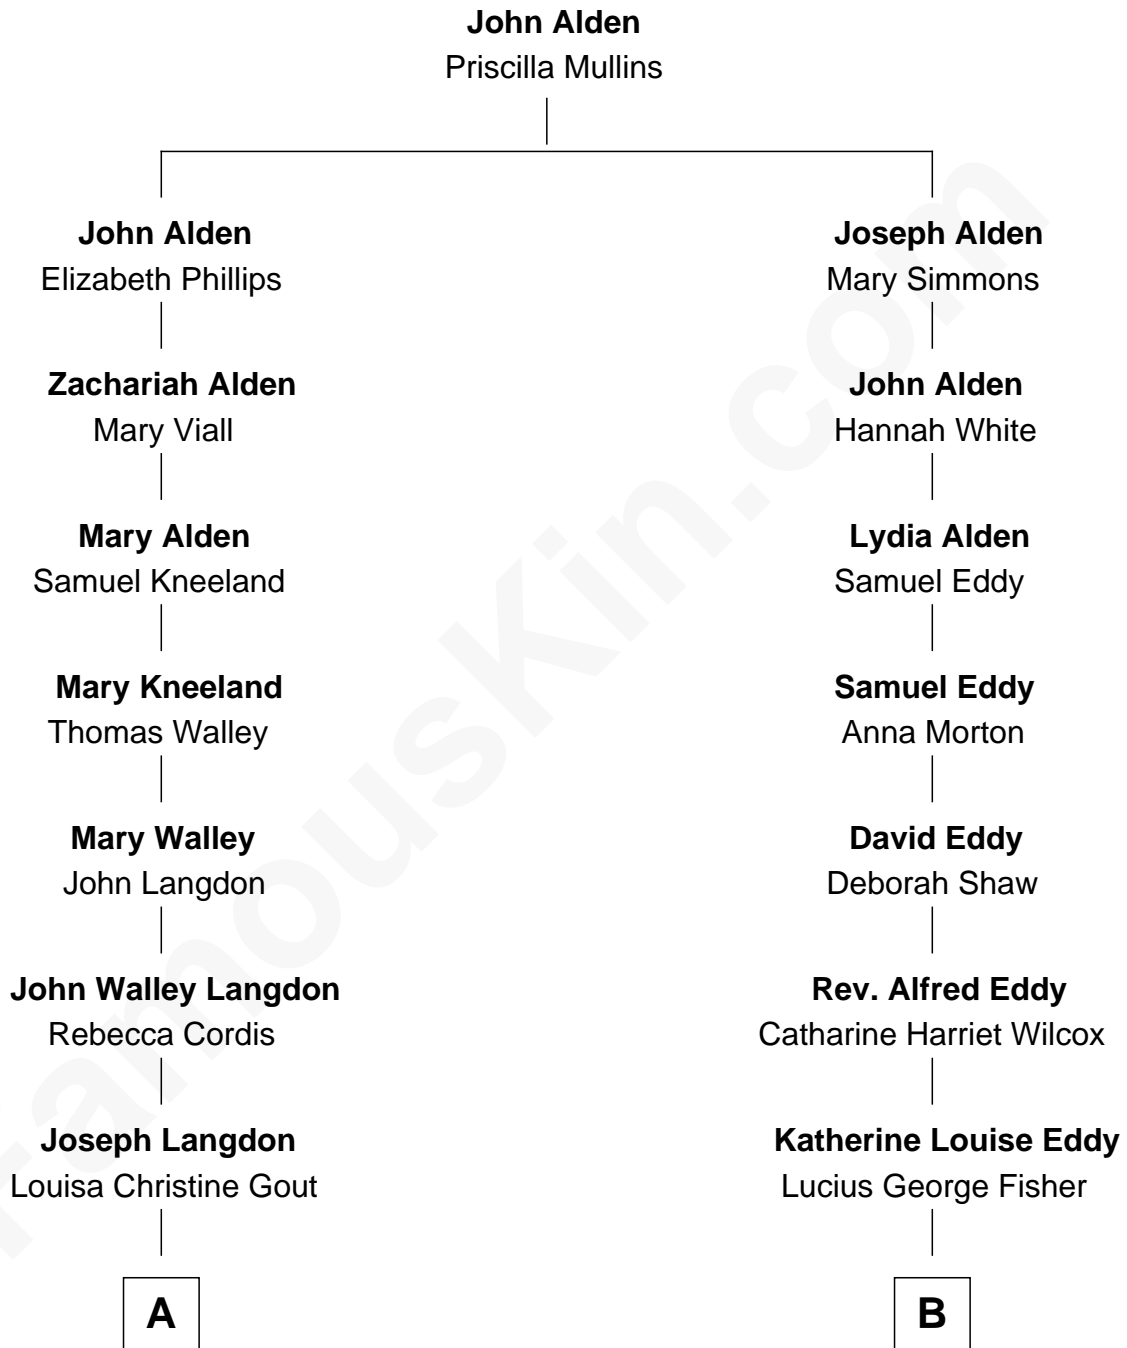 John Alden
Priscilla Mullins
John Alden
Elizabeth Phillips
Zachariah Alden
Mary Viall
Mary Alden
Samuel Kneeland
Mary Kneeland
Thomas Walley
Mary Walley
John Langdon
John Walley Langdon
Rebecca Cordis
Joseph Langdon
Louisa Christine Gout
A
Joseph Alden
Mary Simmons
John Alden
Hannah White
Lydia Alden
Samuel Eddy
Samuel Eddy
Anna Morton
David Eddy
Deborah Shaw
Rev. Alfred Eddy
Catharine Harriet Wilcox
Katherine Louise Eddy
Lucius George Fisher
B
FamousKin.com